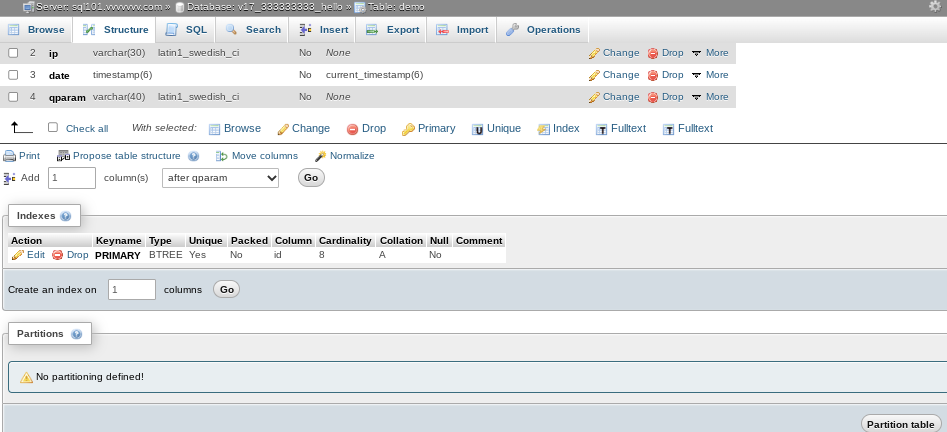 Server: sql101.vvvvvvv.com » Database: v17_333333333_hello » Table: demo
Browse Structure SQL Search Insert Export Import Operations
2 ip varchar(30) latin1_swedish_ci No None Change Drop More
3 date timestamp(6) No current_timestamp(6) Change Drop More
4 qparam varchar(40) latin1_swedish_ci No None Change Drop More
Check all With selected: Browse Change Drop Primary Unique Index Fulltext Fulltext
Print Propose table structure Move columns Normalize
Add 1 column(s) after qparam Go
Indexes
Action Keyname Type Unique Packed Column Cardinality Collation Null Comment
Edit Drop PRIMARY BTREE Yes No id 8 A No
Create an index on 1 columns Go
Partitions
No partitioning defined!
Partition table